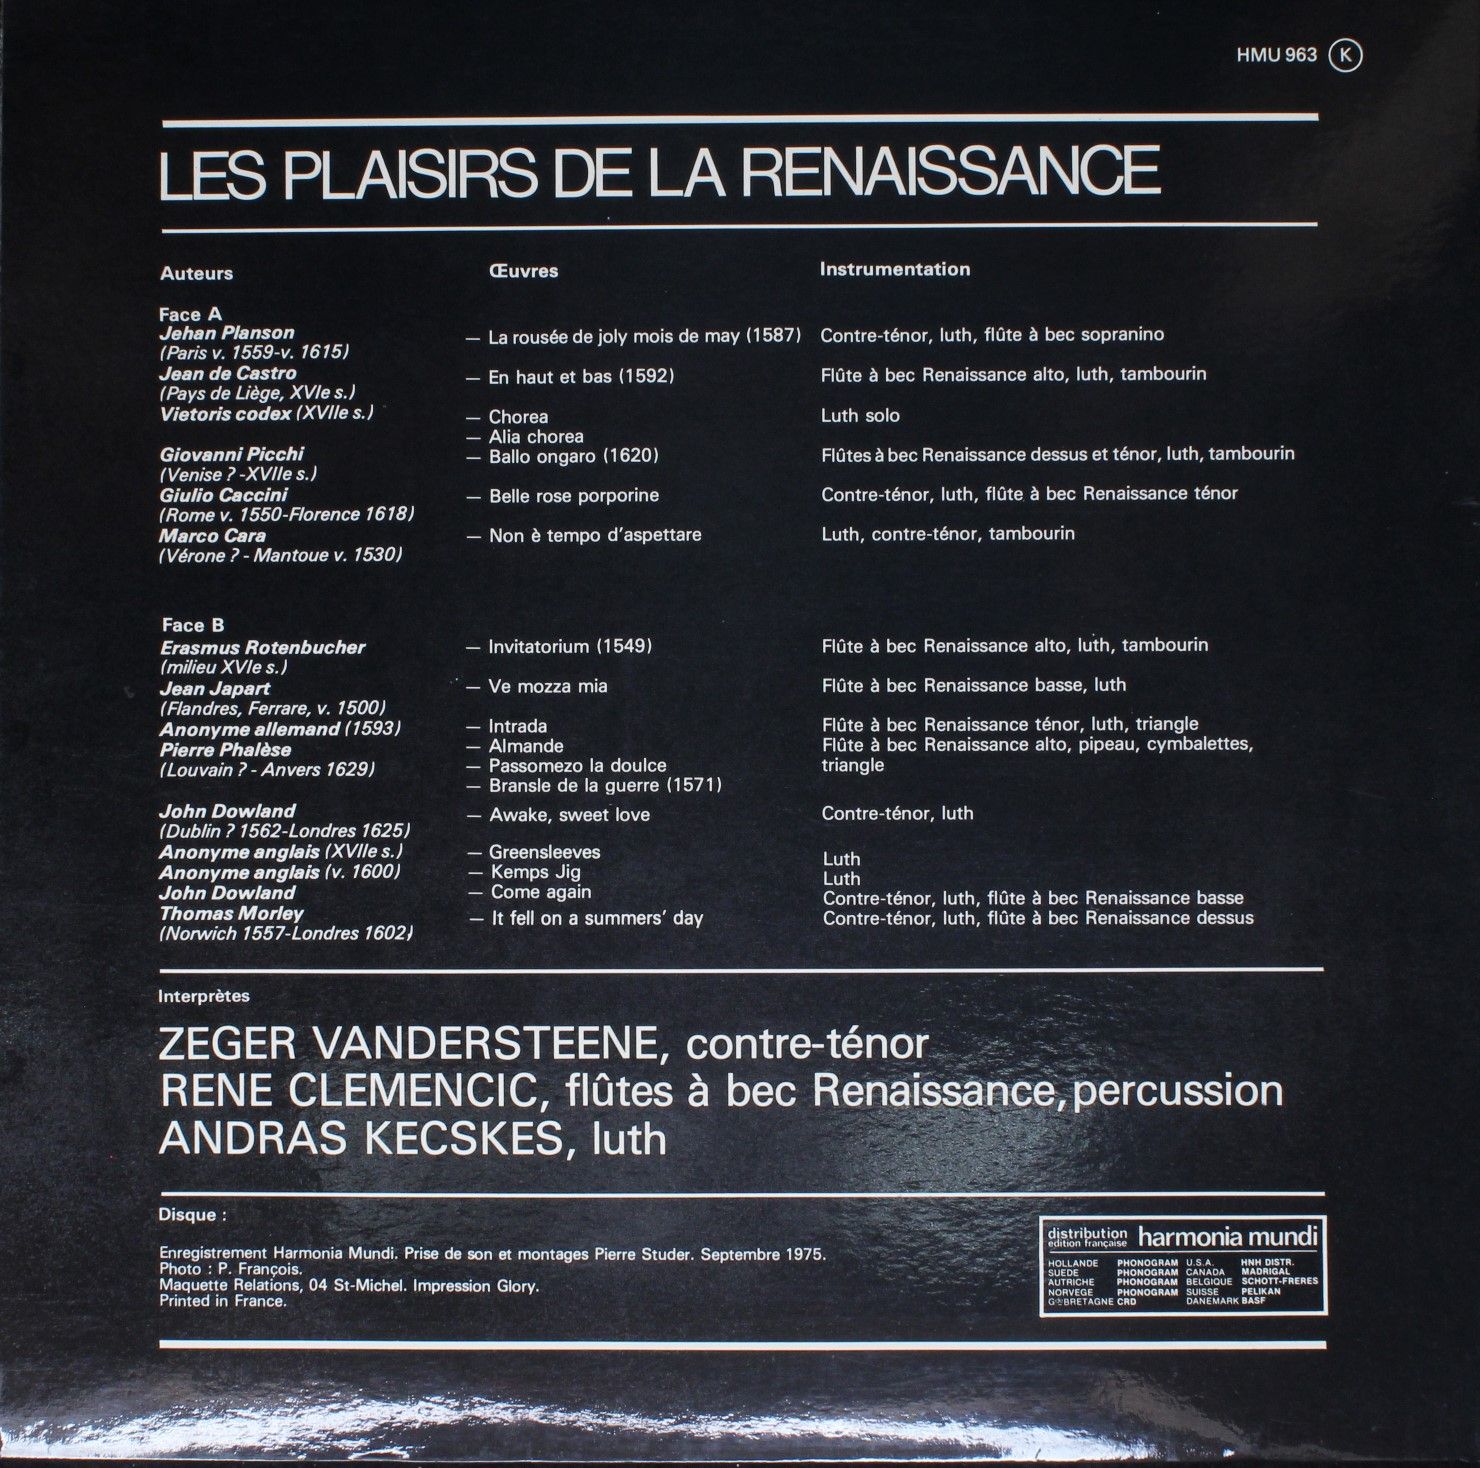 HMU 963 K
LES PLAISIRS DE LA RENAISSANCE
Auteurs Œuvres Instrumentation
Face A
Jehan Planson — La rousée de joly mois de may (1587) Contre-ténor, luth, flûte à bec sopranino
(Paris v. 1559-v. 1615)
Jean de Castro — En haut et bas (1592) Flûte à bec Renaissance alto, luth, tambourin
(Pays de Liège, XVIe s.)
Vietoris codex (XVIIe s.) — Chorea Luth solo
— Alia chorea
Giovanni Picchi — Ballo ongaro (1620) Flûtes à bec Renaissance dessus et ténor, luth, tambourin
(Venise ? -XVIIe s.)
Giulio Caccini — Belle rose porporine Contre-ténor, luth, flûte à bec Renaissance ténor
(Rome v. 1550-Florence 1618)
Marco Cara — Non è tempo d'aspettare Luth, contre-ténor, tambourin
(Vérone ? - Mantoue v. 1530)
Face B
Erasmus Rotenbucher — Invitatorium (1549) Flûte à bec Renaissance alto, luth, tambourin
(milieu XVIe s.)
Jean Japart — Ve mozza mia Flûte à bec Renaissance basse, luth
(Flandres, Ferrare, v. 1500)
Anonyme allemand (1593) — Intrada Flûte à bec Renaissance ténor, luth, triangle
Pierre Phalèse — Almande Flûte à bec Renaissance alto, pipeau, cymbalettes,
(Louvain ? - Anvers 1629) — Passomezo la doulce triangle
— Bransle de la guerre (1571)
John Dowland — Awake, sweet love Contre-ténor, luth
(Dublin ? 1562-Londres 1625)
Anonyme anglais (XVIIe s.) — Greensleeves Luth
Anonyme anglais (v. 1600) — Kemps Jig Luth
John Dowland — Come again Contre-ténor, luth, flûte à bec Renaissance basse
Thomas Morley — It fell on a summers' day Contre-ténor, luth, flûte à bec Renaissance dessus
(Norwich 1557-Londres 1602)
Interprètes
ZEGER VANDERSTEENE, contre-ténor
RENE CLEMENCIC, flûtes à bec Renaissance, percussion
ANDRAS KECSKES, luth
Disque :
Enregistrement Harmonia Mundi. Prise de son et montages Pierre Studer. Septembre 1975.
Photo : P. François.
Maquette Relations, 04 St-Michel. Impression Glory.
Printed in France.
distribution harmonia mundi
edition française
HOLLANDE PHONOGRAM U.S.A. HNH DISTR.
SUEDE PHONOGRAM CANADA MADRIGAL
AUTRICHE PHONOGRAM BELGIQUE SCHOTT-FRERES
NORVEGE PHONOGRAM SUISSE PELIKAN
GDE BRETAGNE CRD DANEMARK BASF